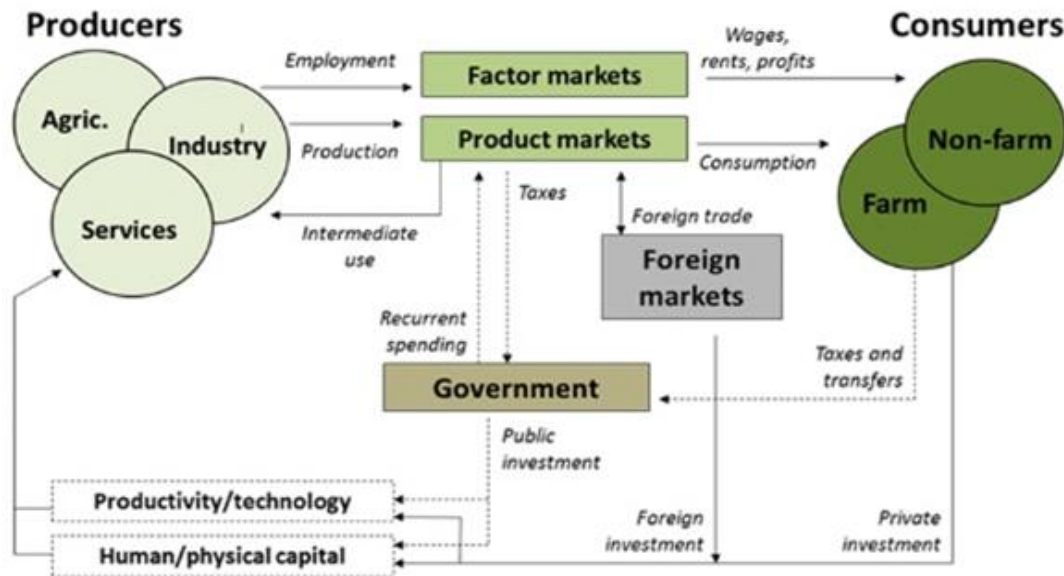 Producers
Consumers
Employment
Factor markets
Wages,
rents, profits
Agric.
Industry
Production
Product markets
Consumption
Non-farm
Farm
Services
Intermediate
use
Taxes
Foreign trade
Foreign
markets
Recurrent
spending
Government
Taxes and
transfers
Public
investment
Productivity/technology
Human/physical capital
Foreign
investment
Private
investment